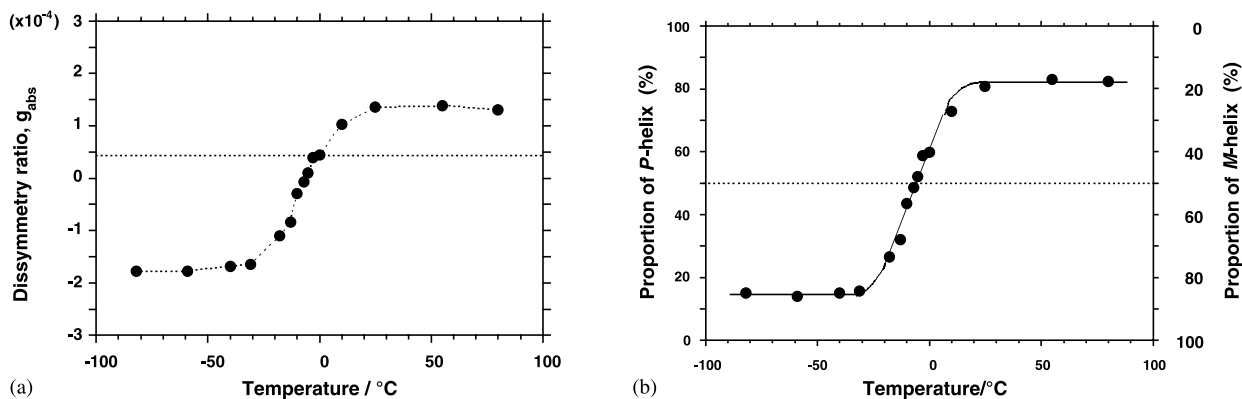 (x10-4)
3
2
1
0
-1
-2
-3
Dissymmetry ratio, gabs
-100 -50 0 50 100
(a) Temperature / °C
100
80
60
40
20
0
Proportion of P-helix (%)
0
20
40
60
80
100
Proportion of M-helix (%)
-100 -50 0 50 100
(b) Temperature/°C